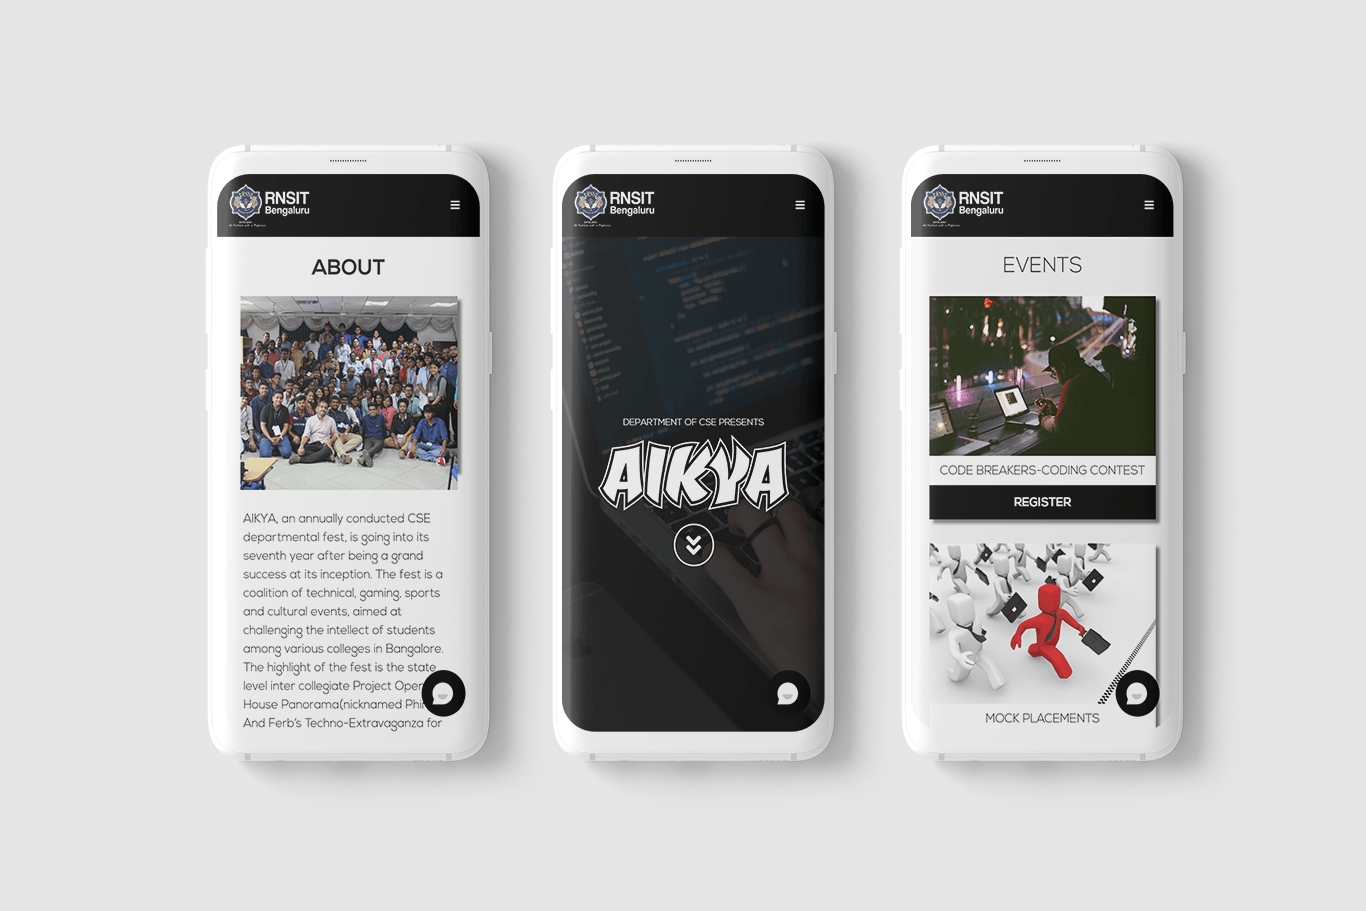 RNSIT
Bengaluru
ABOUT
AIKYA, an annually conducted CSE
departmental fest, is going into its
seventh year after being a grand
success at its inception. The fest is a
coalition of technical, gaming, sports
and cultural events, aimed at
challenging the intellect of students
among various colleges in Bangalore.
The highlight of the fest is the state
level inter collegiate Project Open
House Panorama(nicknamed
And Ferb's Techno-Extravaganza for
RNSIT
Bengaluru
DEPARTMENT OF CSE PRESENTS
AIKYA
RNSIT
Bengaluru
EVENTS
CODE BREAKERS-CODING CONTEST
REGISTER
MOCK PLACEMENTS